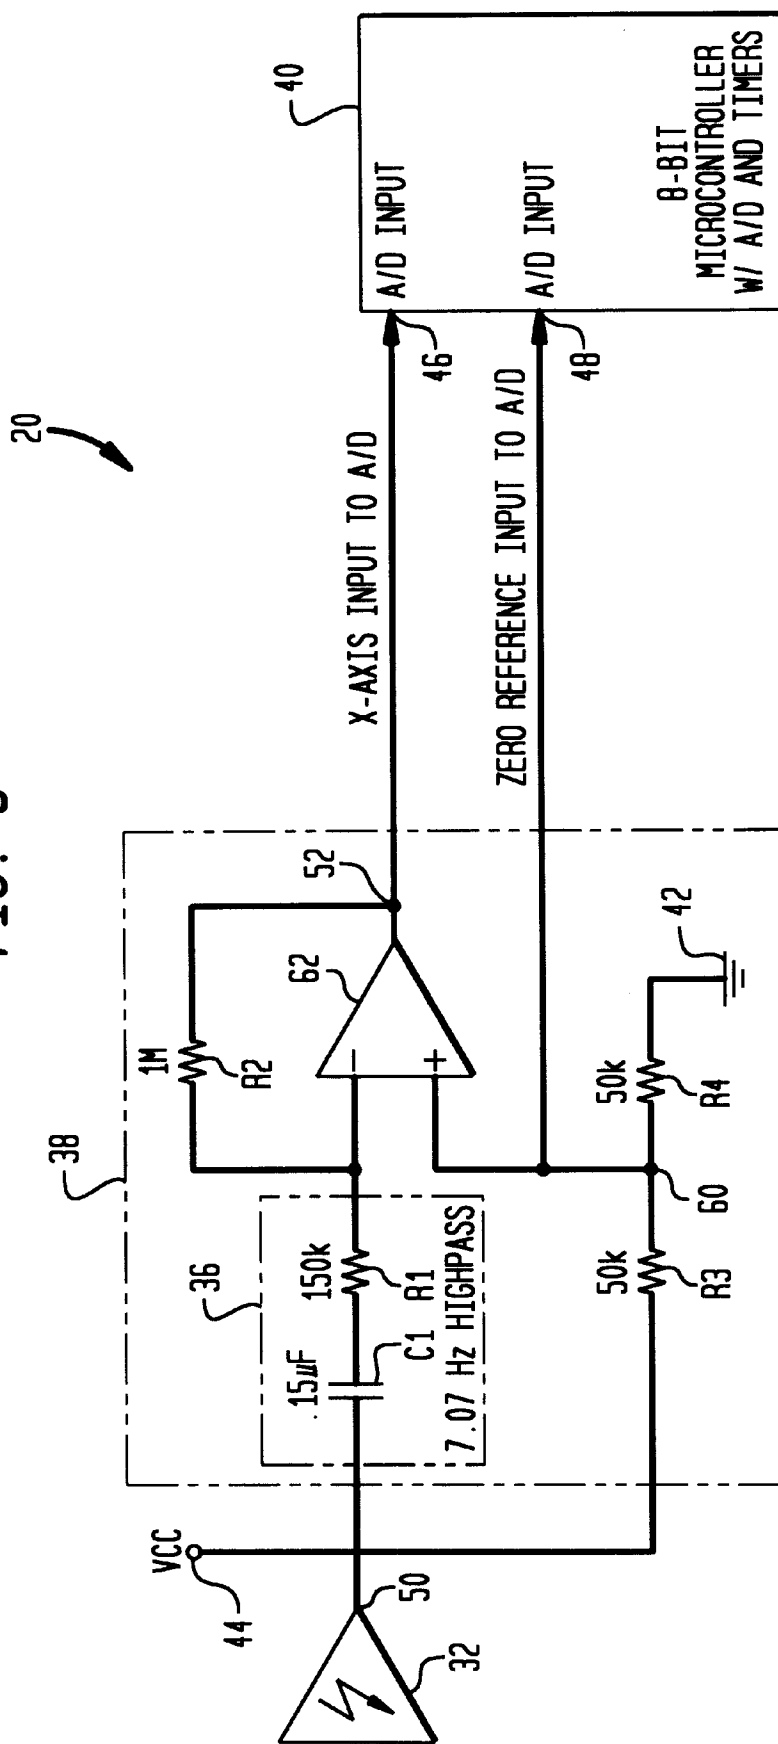 20
38
36
1M
R2
62
52
VCC
44
50
32
.15µF
C1
150k
R1
7.07 Hz HIGHPASS
50k
R3
60
50k
R4
42
X-AXIS INPUT TO A/D
ZERO REFERENCE INPUT TO A/D
46
48
40
A/D INPUT
A/D INPUT
8-BIT
MICROCONTROLLER
W/ A/D AND TIMERS